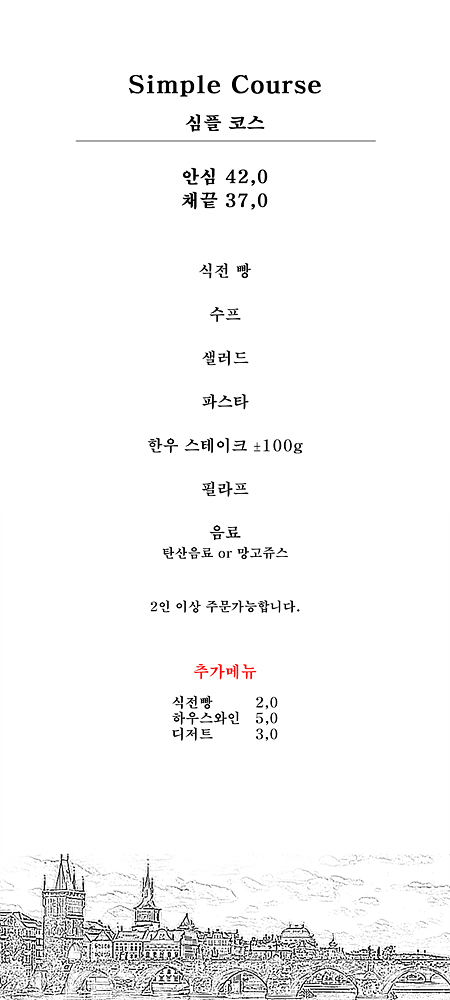 Simple Course
심플 코스
안심 42,0
채끝 37,0
식전 빵
수프
샐러드
파스타
한우 스테이크 ±100g
필라프
음료
탄산음료 or 망고쥬스
2인 이상 주문가능합니다.
추가메뉴
식전빵 2,0
하우스와인 5,0
디저트 3,0